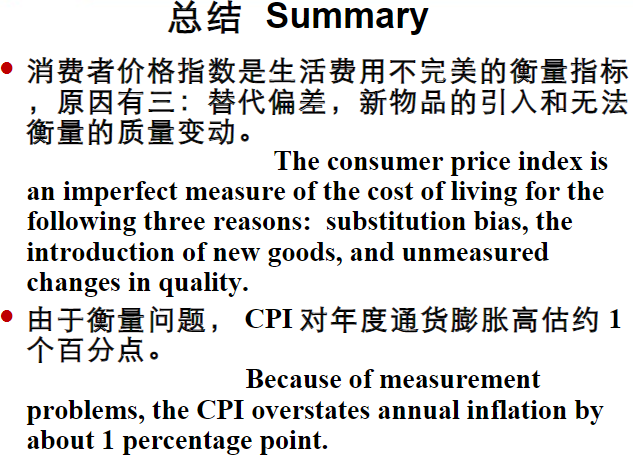 总结 Summary
• 消费者价格指数是生活费用不完美的衡量指标
，原因有三：替代偏差，新物品的引入和无法
衡量的质量变动。
The consumer price index is
an imperfect measure of the cost of living for the
following three reasons: substitution bias, the
introduction of new goods, and unmeasured
changes in quality.
• 由于衡量问题， CPI 对年度通货膨胀高估约 1
个百分点。
Because of measurement
problems, the CPI overstates annual inflation by
about 1 percentage point.